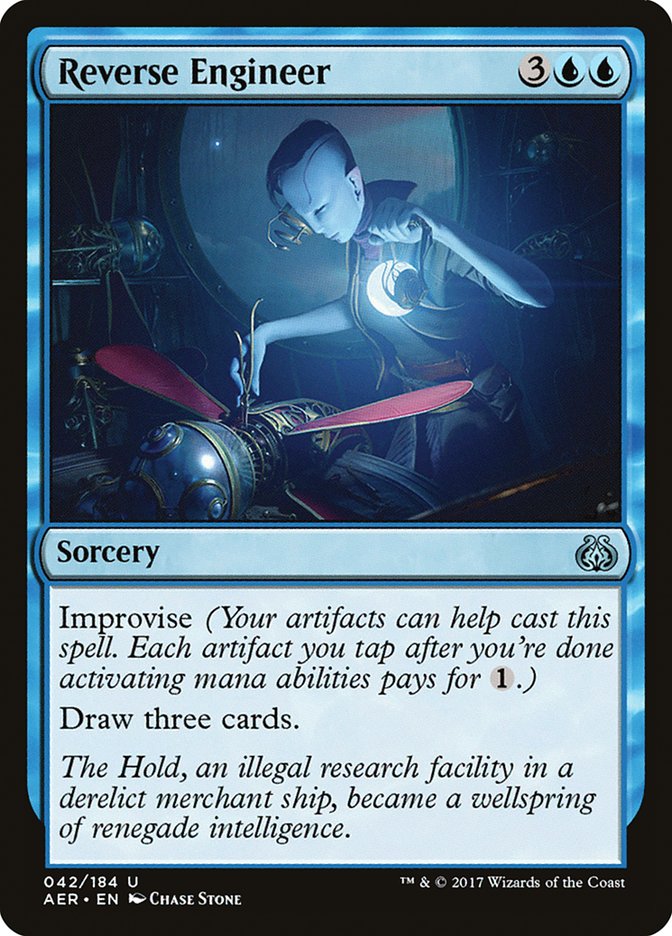 Reverse Engineer 3
Sorcery
Improvise (Your artifacts can help cast this
spell. Each artifact you tap after you're done
activating mana abilities pays for 1.)
Draw three cards.
The Hold, an illegal research facility in a
derelict merchant ship, became a wellspring
of renegade intelligence.
042/184 U
™ & © 2017 Wizards of the Coast
AER • EN Chase Stone